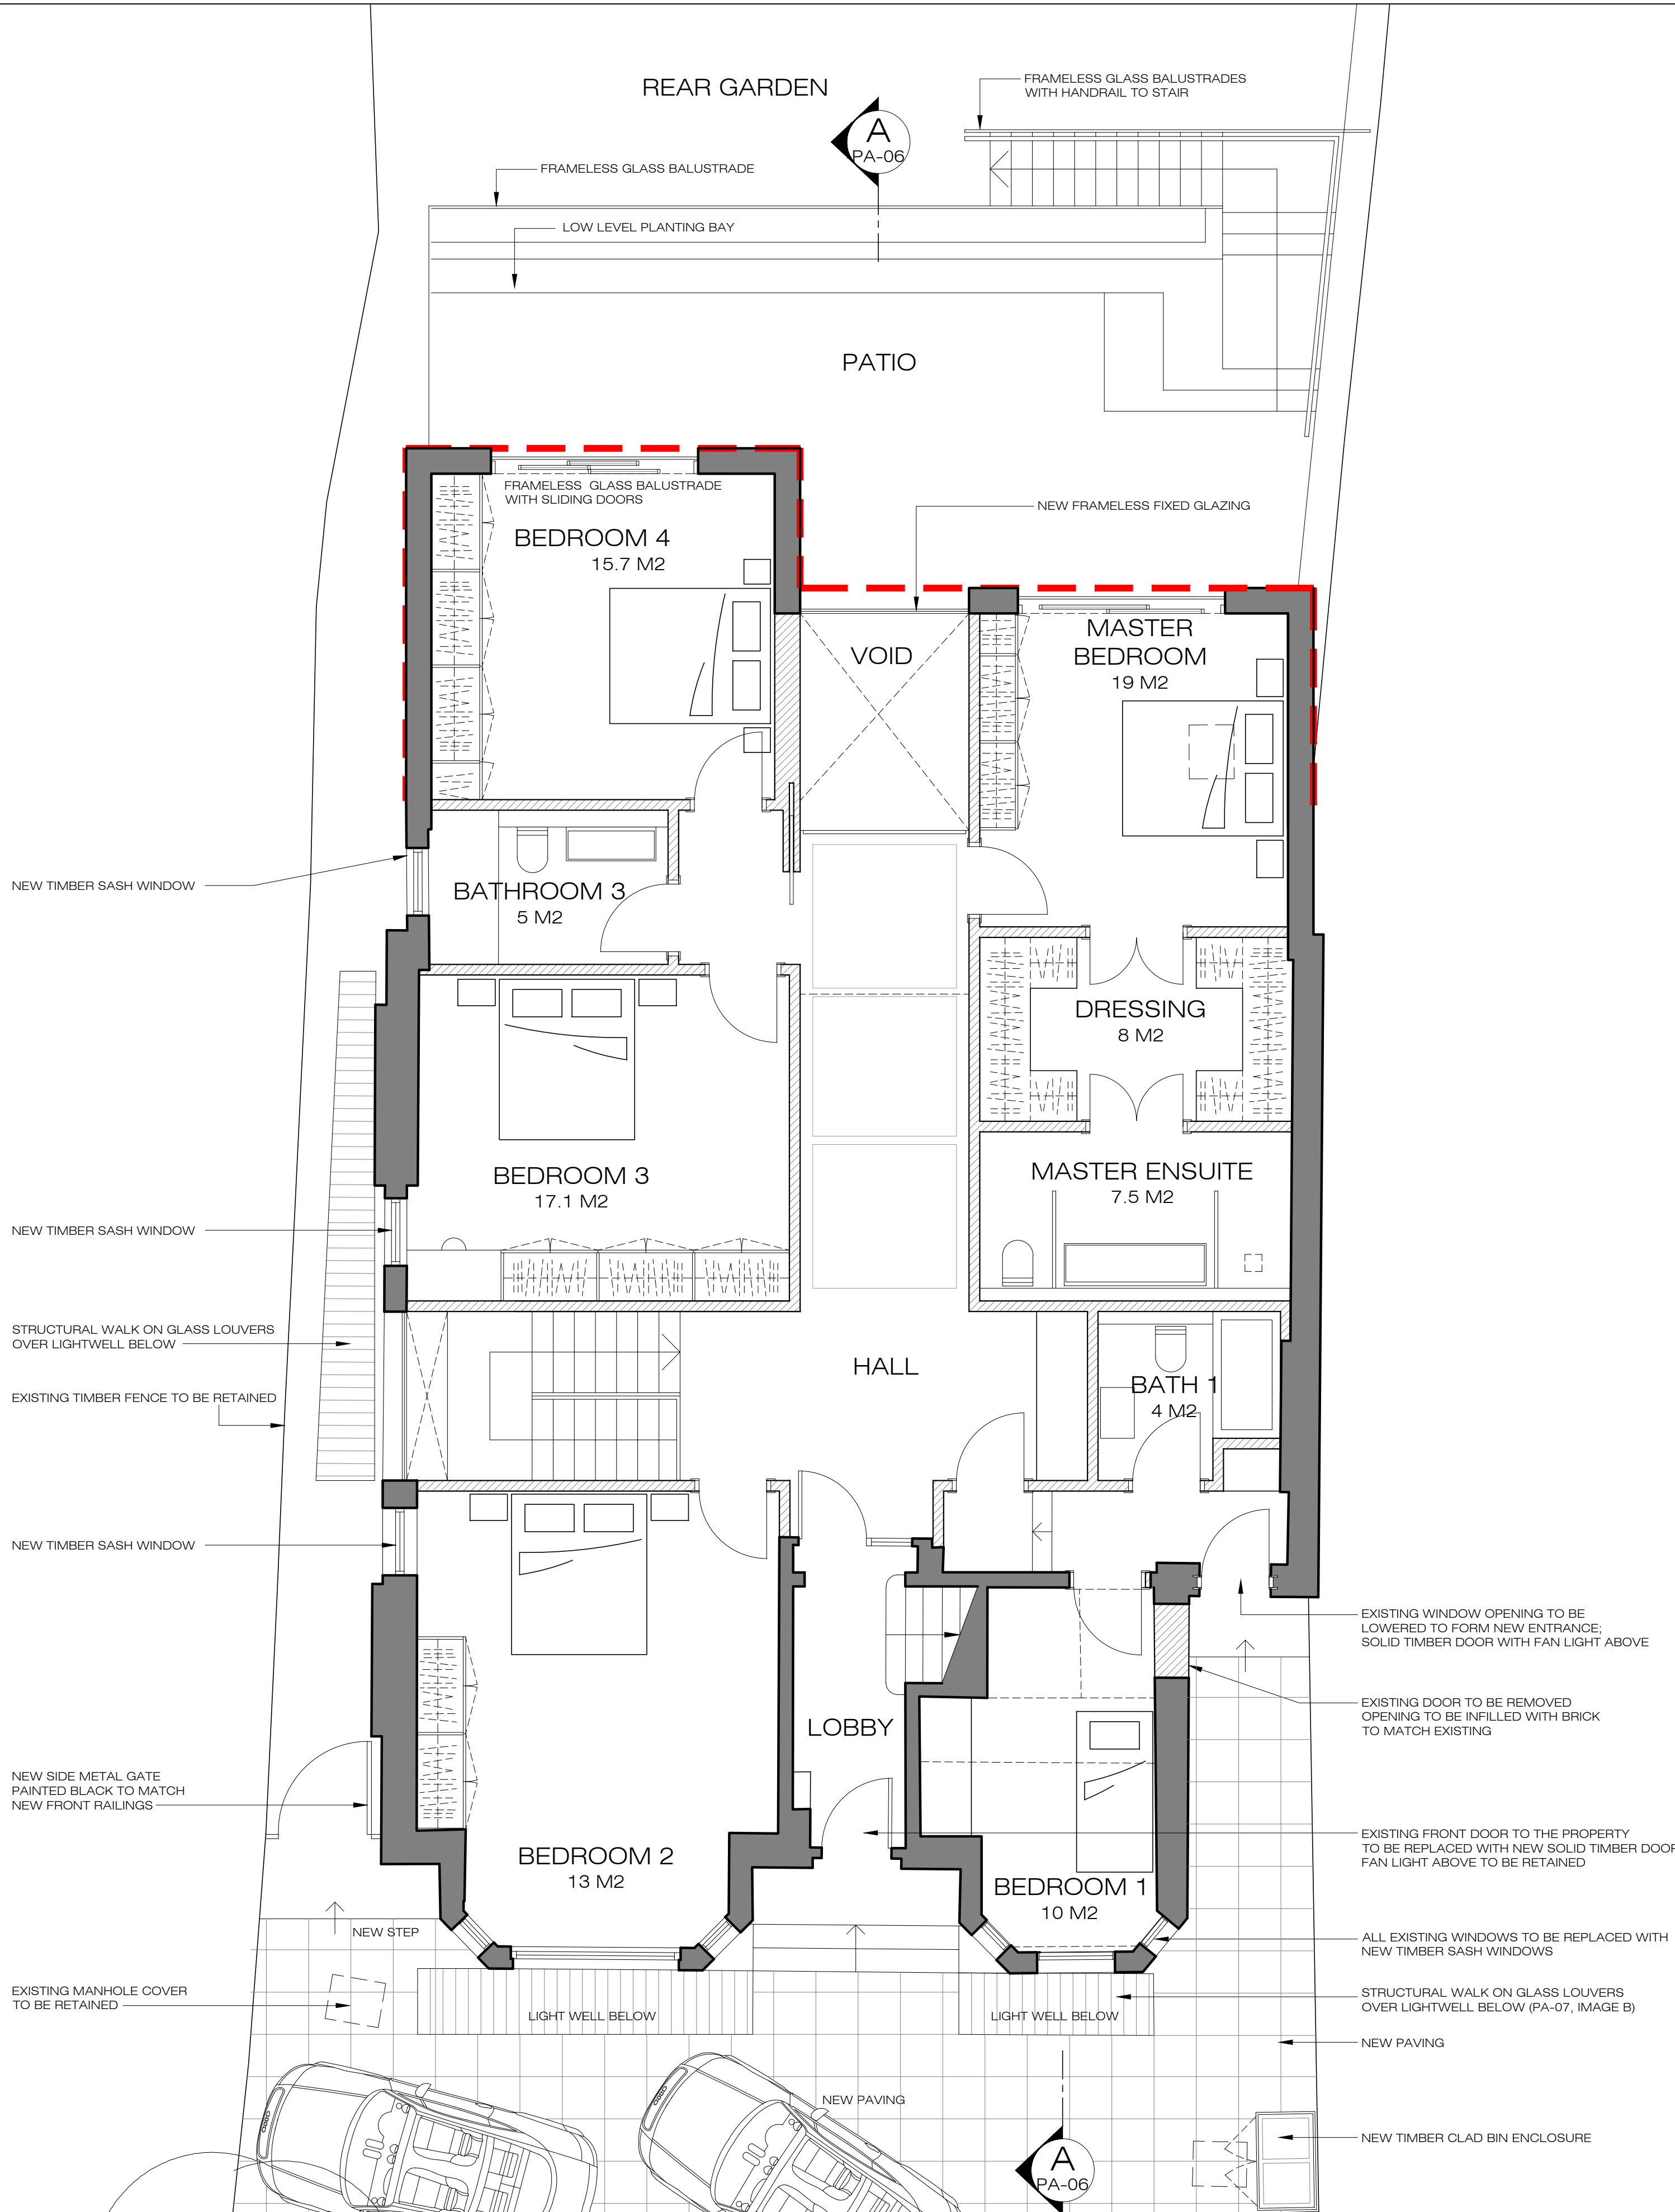 REAR GARDEN
FRAMELESS GLASS BALUSTRADES
WITH HANDRAIL TO STAIR
A
PA-06
FRAMELESS GLASS BALUSTRADE
LOW LEVEL PLANTING BAY
PATIO
FRAMELESS GLASS BALUSTRADE
WITH SLIDING DOORS
BEDROOM 4
15.7 M2
NEW FRAMELESS FIXED GLAZING
VOID
MASTER
BEDROOM
19 M2
NEW TIMBER SASH WINDOW
BATHROOM 3
5 M2
DRESSING
8 M2
BEDROOM 3
17.1 M2
MASTER ENSUITE
7.5 M2
NEW TIMBER SASH WINDOW
STRUCTURAL WALK ON GLASS LOUVERS
OVER LIGHTWELL BELOW
HALL
BATH 1
4 M2
EXISTING TIMBER FENCE TO BE RETAINED
NEW TIMBER SASH WINDOW
EXISTING WINDOW OPENING TO BE
LOWERED TO FORM NEW ENTRANCE;
SOLID TIMBER DOOR WITH FAN LIGHT ABOVE
EXISTING DOOR TO BE REMOVED
OPENING TO BE INFILLED WITH BRICK
TO MATCH EXISTING
LOBBY
NEW SIDE METAL GATE
PAINTED BLACK TO MATCH
NEW FRONT RAILINGS
EXISTING FRONT DOOR TO THE PROPERTY
TO BE REPLACED WITH NEW SOLID TIMBER DOOR
FAN LIGHT ABOVE TO BE RETAINED
BEDROOM 2
13 M2
BEDROOM 1
10 M2
NEW STEP
ALL EXISTING WINDOWS TO BE REPLACED WITH
NEW TIMBER SASH WINDOWS
EXISTING MANHOLE COVER
TO BE RETAINED
STRUCTURAL WALK ON GLASS LOUVERS
OVER LIGHTWELL BELOW (PA-07, IMAGE B)
LIGHT WELL BELOW
LIGHT WELL BELOW
NEW PAVING
NEW PAVING
NEW TIMBER CLAD BIN ENCLOSURE
A
PA-06